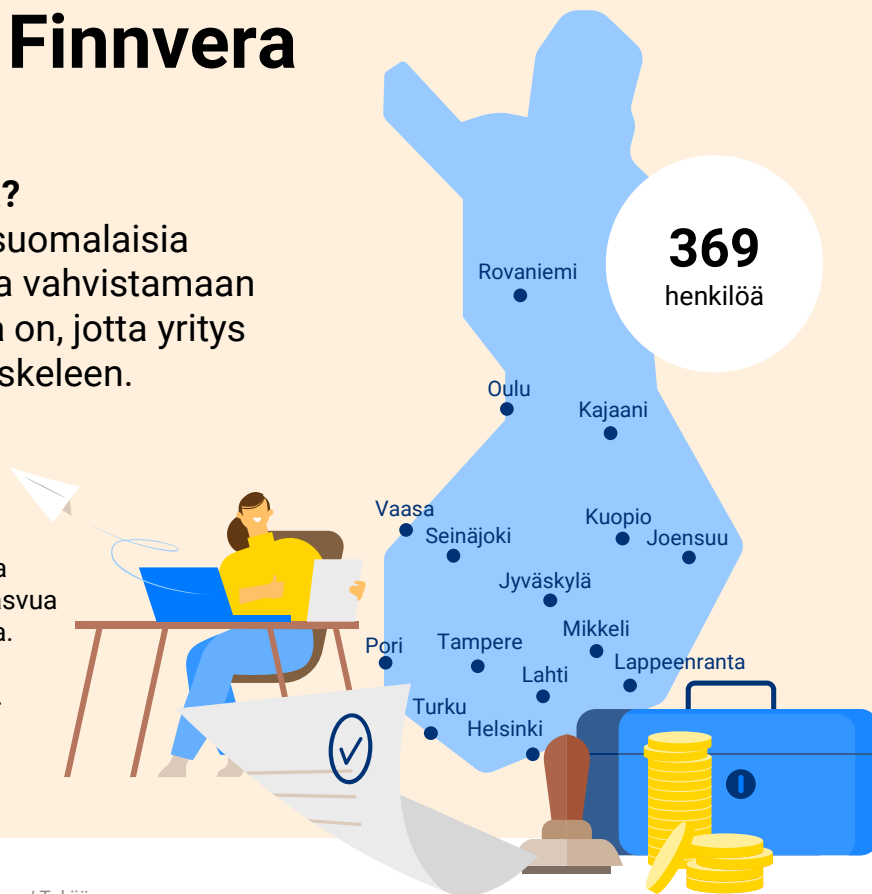 Finnvera
?
suomalaisia
a vahvistamaan
on, jotta yritys
skeleen.
369
henkilöä
Rovaniemi
Oulu
Kajaani
Vaasa
Seinäjoki
Kuopio
Joensuu
Jyväskylä
Mikkeli
Pori
Tampere
Lappeenranta
Lahti
Turku
Helsinki
a
asvua
a.
.